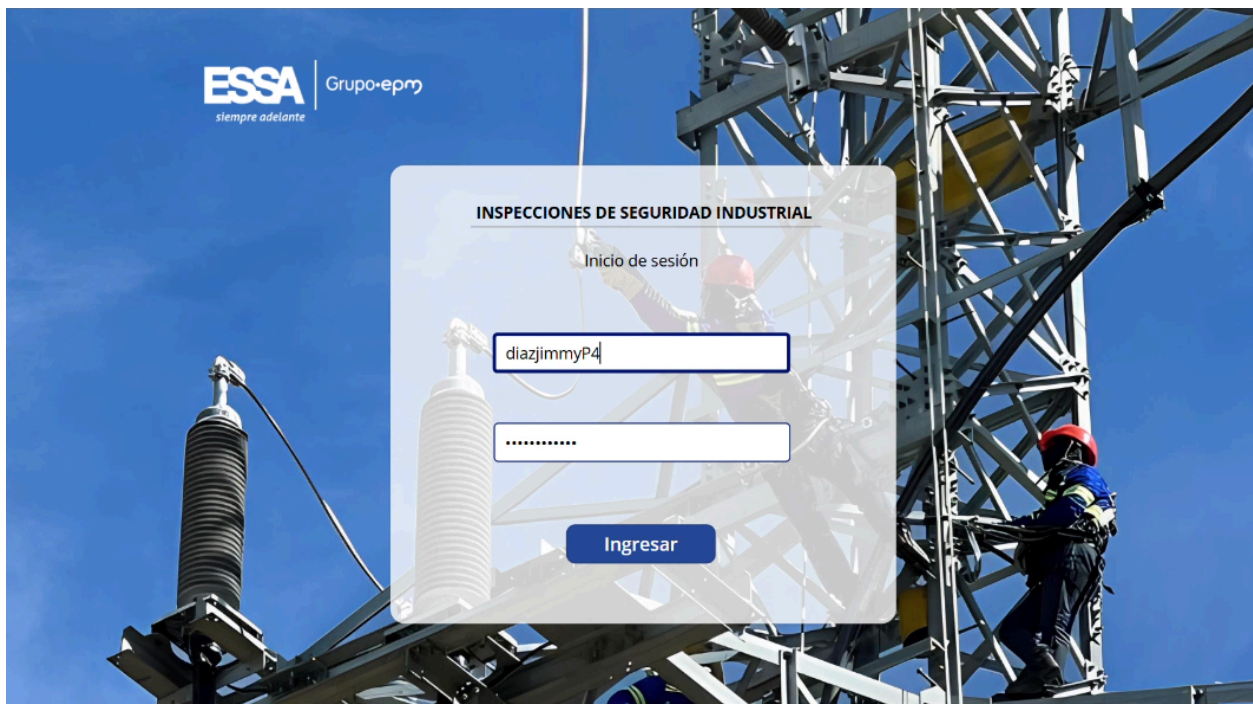 ESSA Grupo•epm
siempre adelante
INSPECCIONES DE SEGURIDAD INDUSTRIAL
Inicio de sesión
diazjimmyP4
••••••••••••
Ingresar